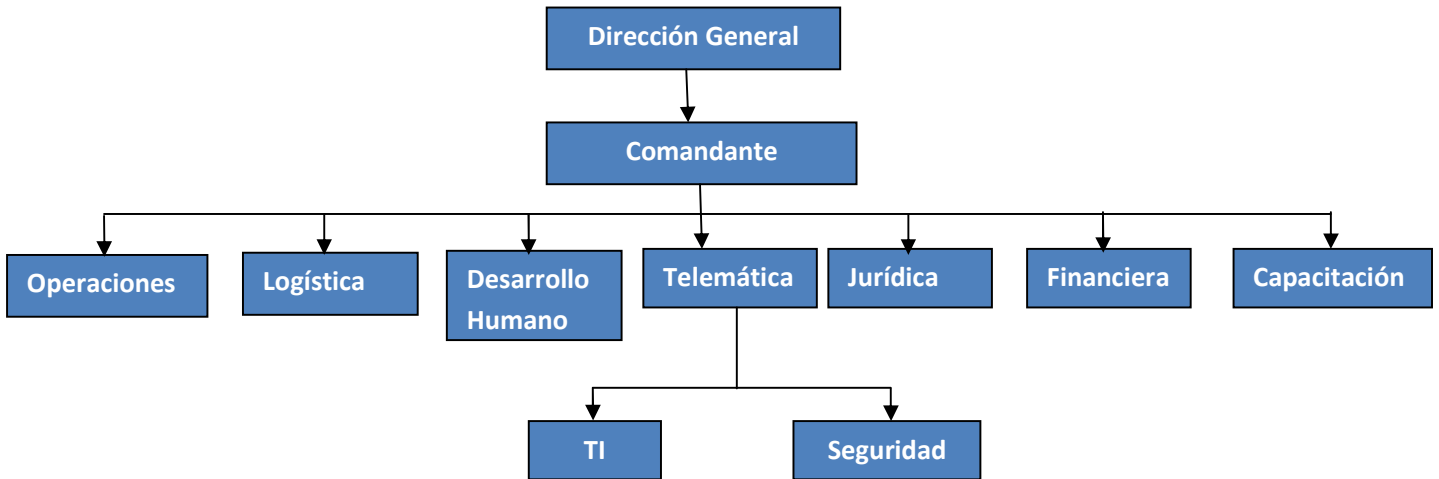 Dirección General
Comandante
Operaciones
Logística
Desarrollo
Humano
Telemática
Jurídica
Financiera
Capacitación
TI
Seguridad